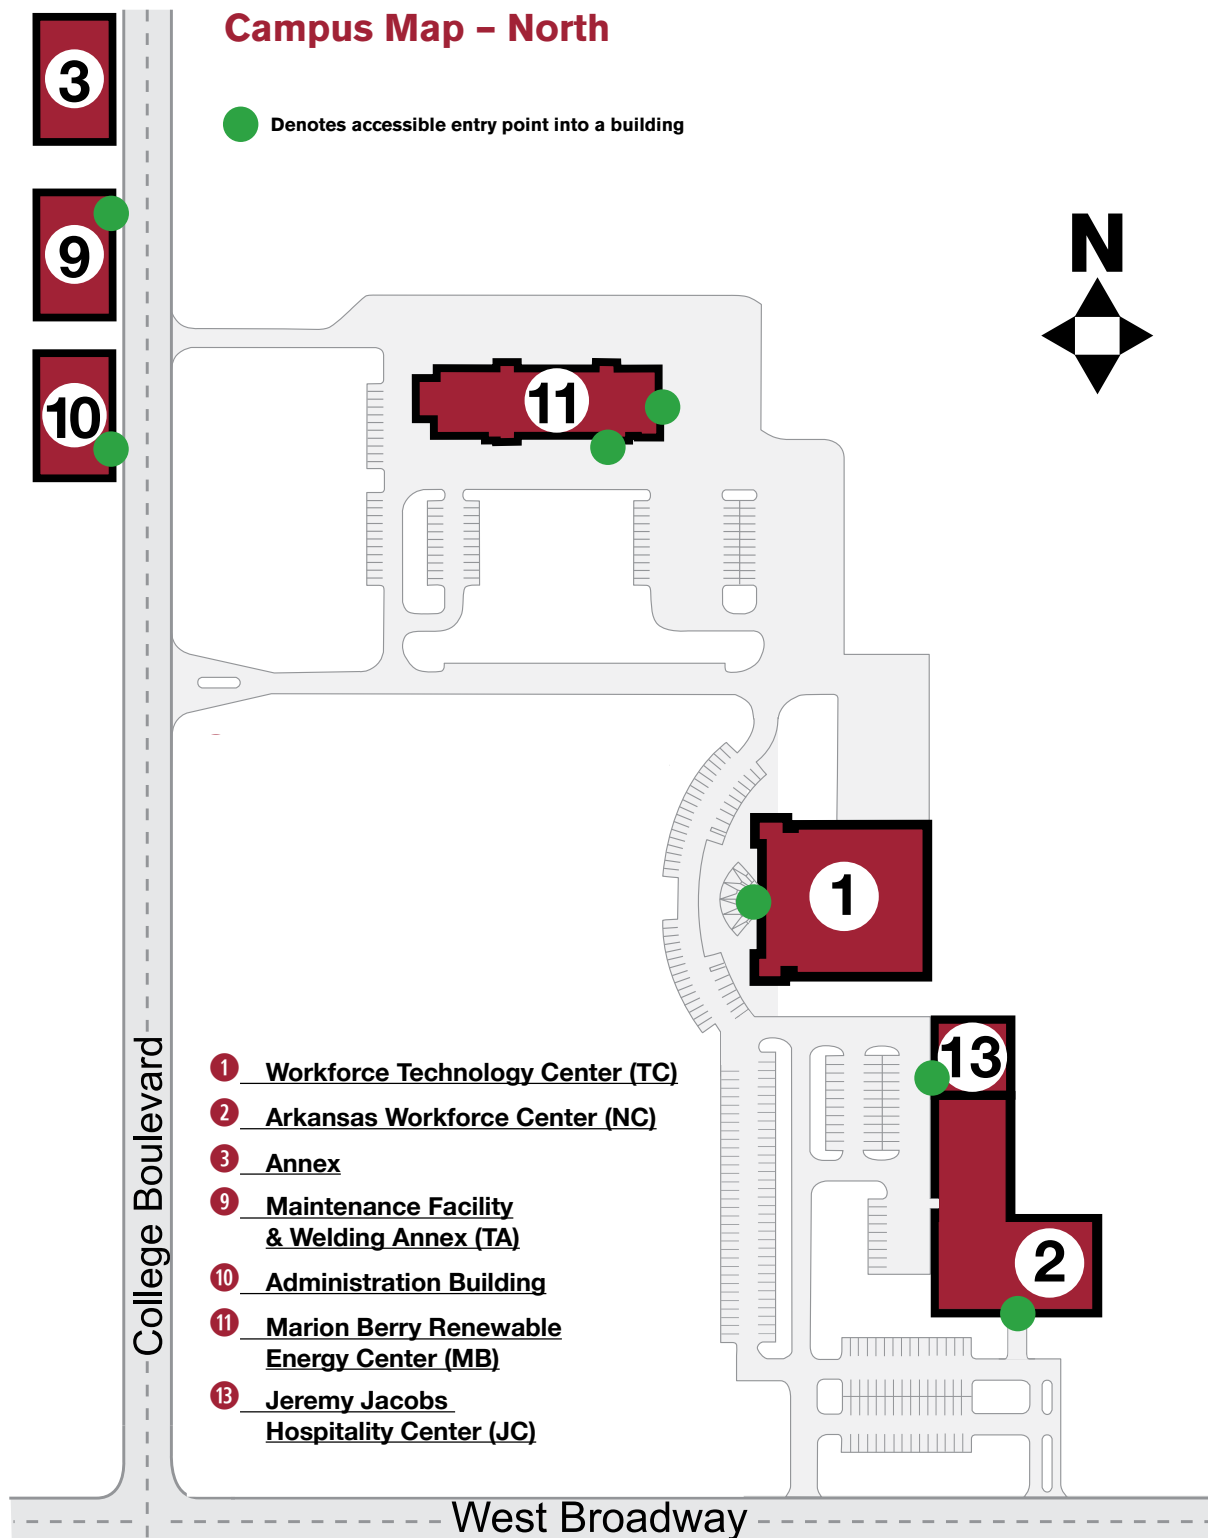 Campus Map – North
Denotes accessible entry point into a building
3
9
10
11
N
1
13
2
College Boulevard
1 Workforce Technology Center (TC)
2 Arkansas Workforce Center (NC)
3 Annex
9 Maintenance Facility
& Welding Annex (TA)
10 Administration Building
11 Marion Berry Renewable
Energy Center (MB)
13 Jeremy Jacobs
Hospitality Center (JC)
West Broadway